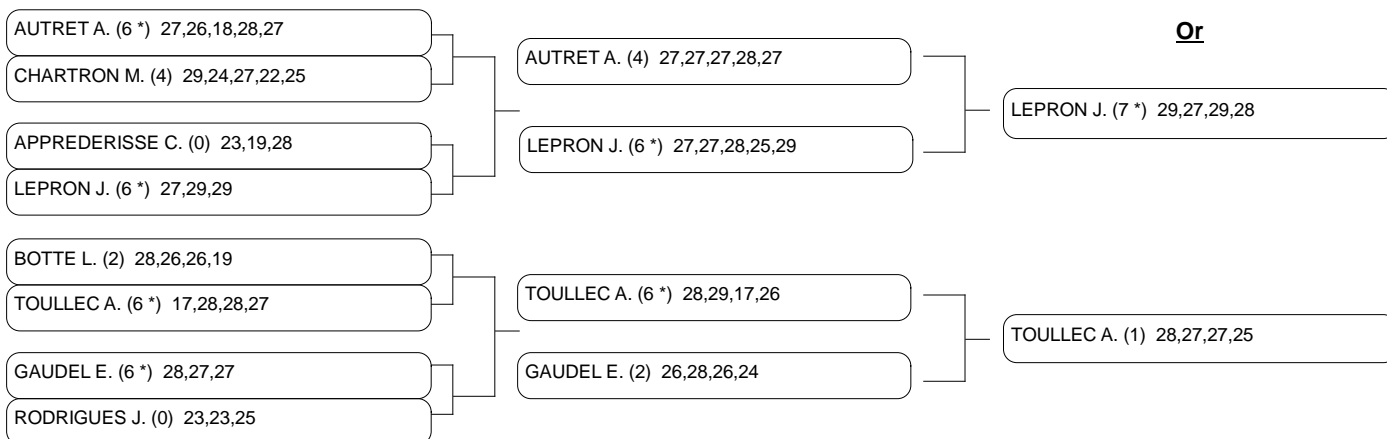 AUTRET A. (6 *) 27,26,18,28,27
CHARTRON M. (4) 29,24,27,22,25
APPREDERISSE C. (0) 23,19,28
LEPRON J. (6 *) 27,29,29
BOTTE L. (2) 28,26,26,19
TOULLEC A. (6 *) 17,28,28,27
GAUDEL E. (6 *) 28,27,27
RODRIGUES J. (0) 23,23,25
AUTRET A. (4) 27,27,27,28,27
LEPRON J. (6 *) 27,27,28,25,29
TOULLEC A. (6 *) 28,29,17,26
GAUDEL E. (2) 26,28,26,24
Or
LEPRON J. (7 *) 29,27,29,28
TOULLEC A. (1) 28,27,27,25